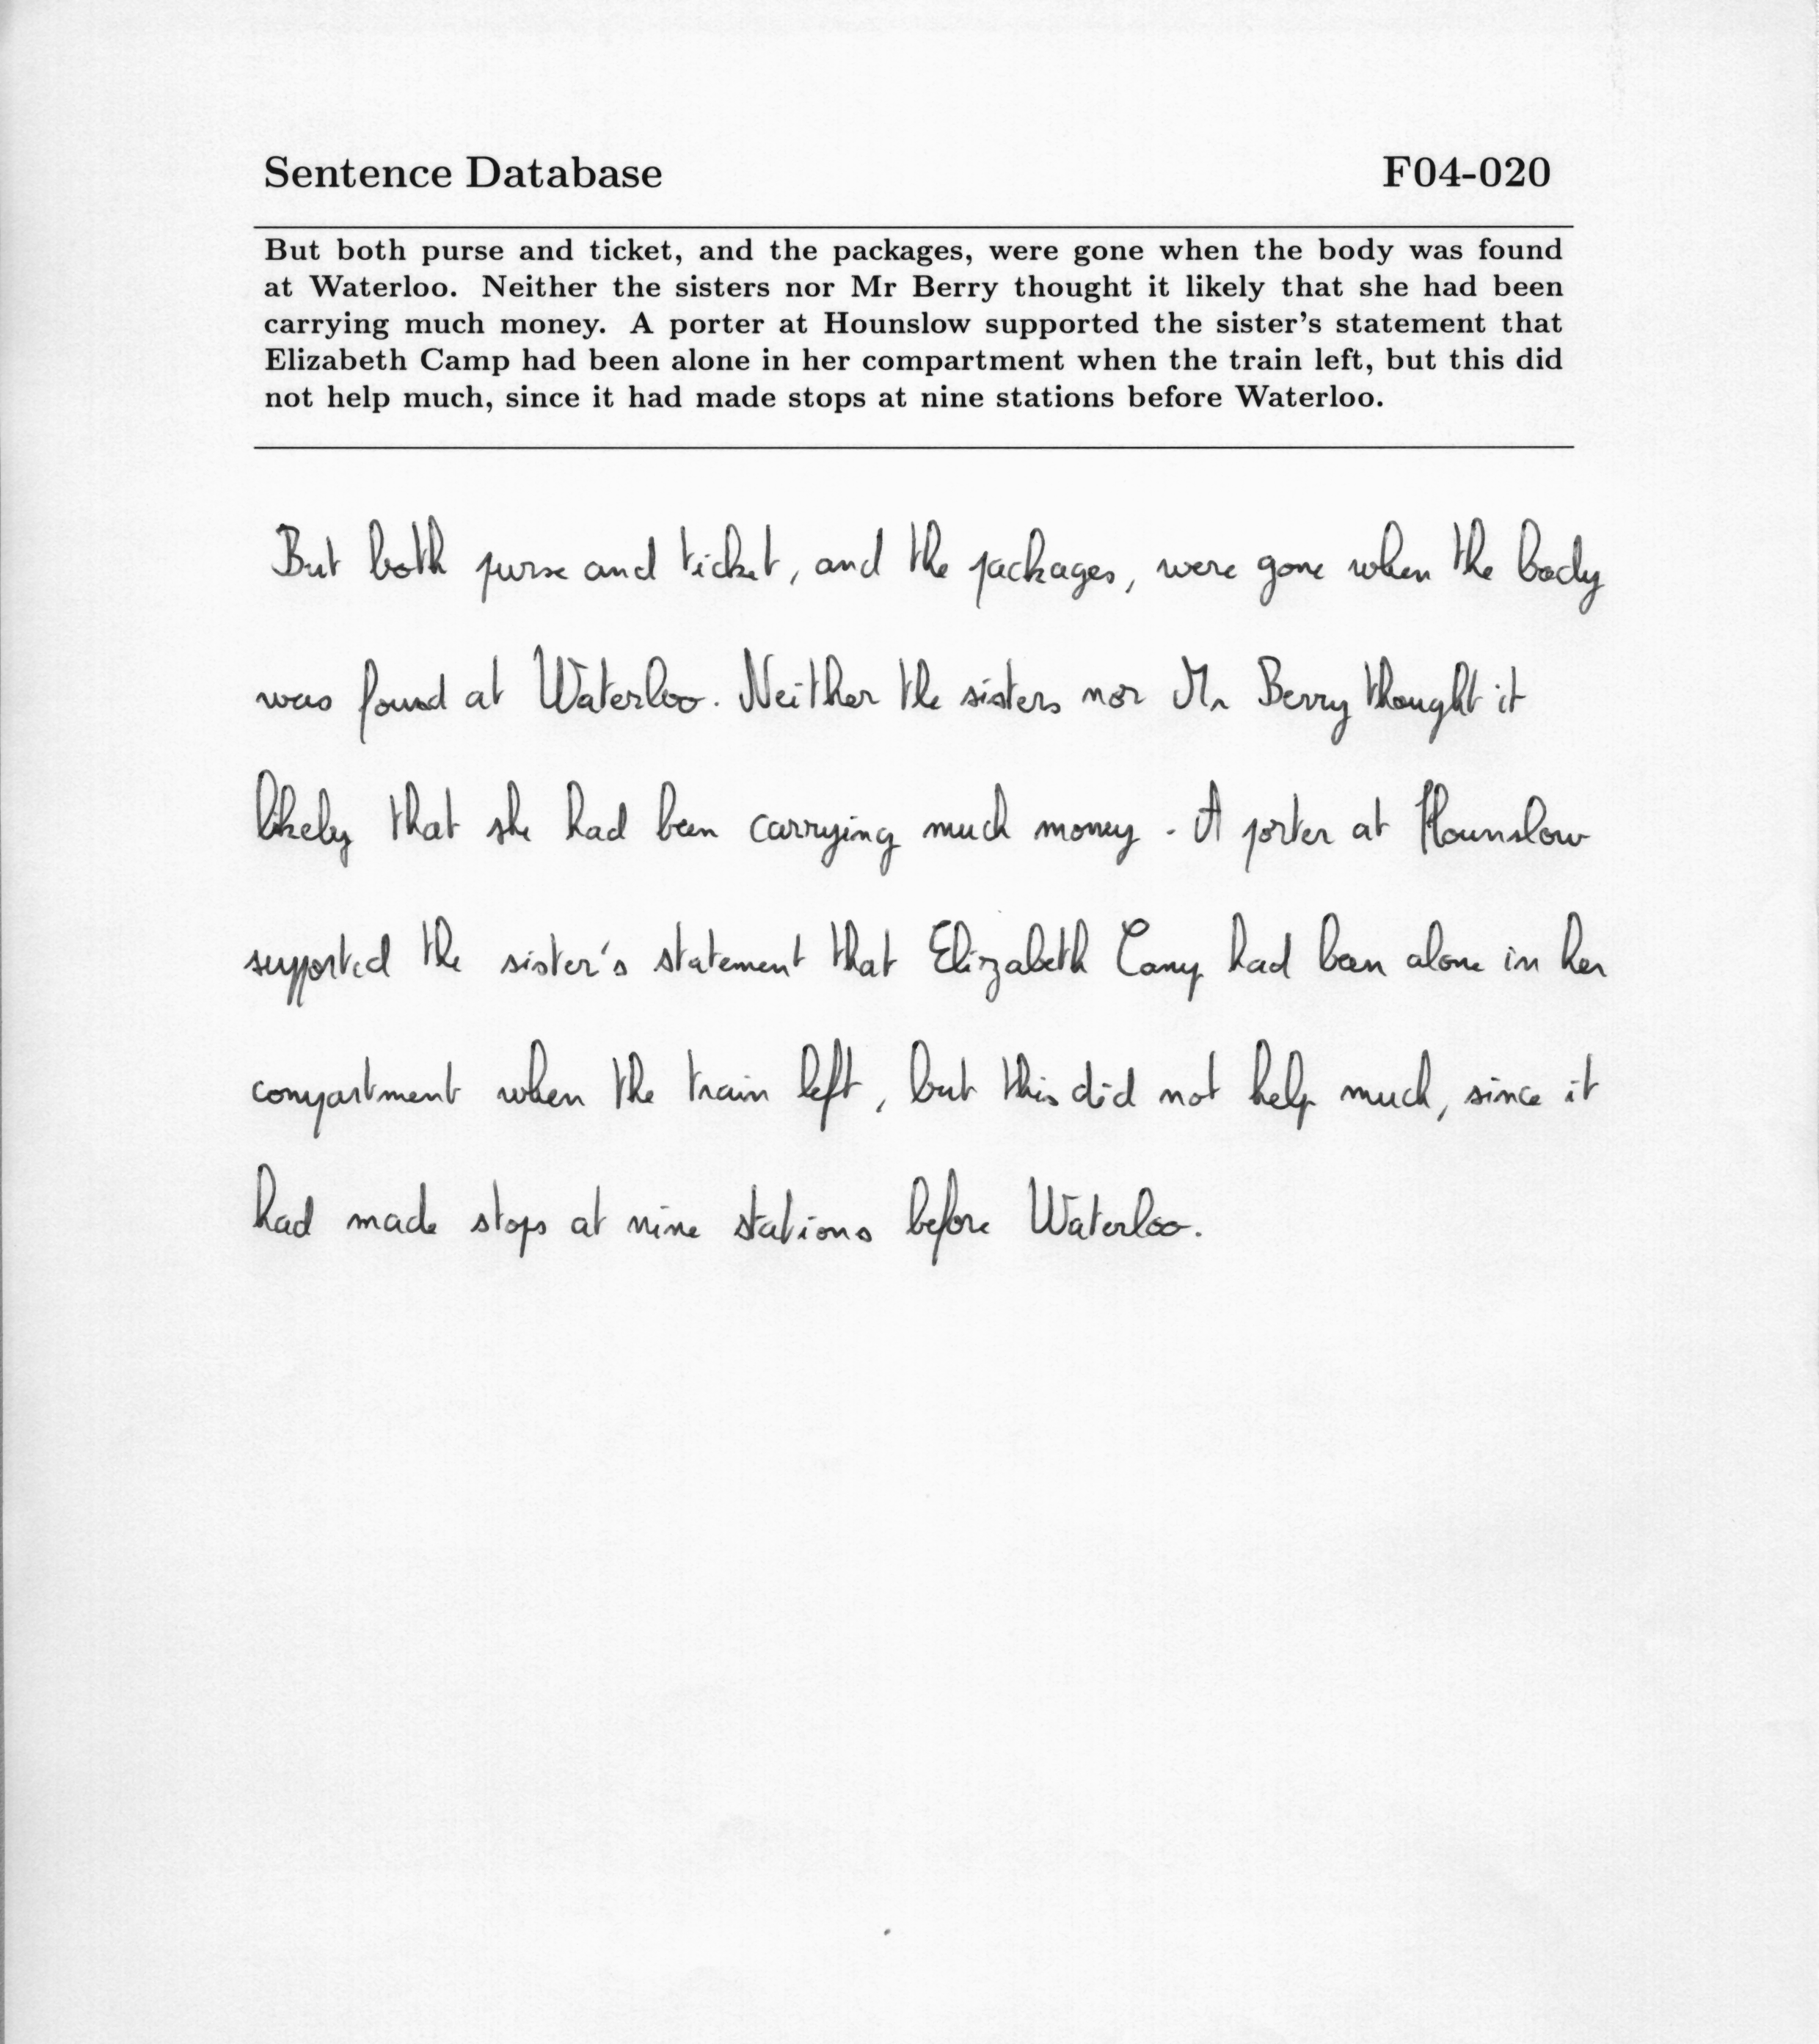 Sentence Database F04-020
But both purse and ticket, and the packages, were gone when the body was found
at Waterloo. Neither the sisters nor Mr Berry thought it likely that she had been
carrying much money. A porter at Hounslow supported the sister's statement that
Elizabeth Camp had been alone in her compartment when the train left, but this did
not help much, since it had made stops at nine stations before Waterloo.
But both purse and ticket, and the packages, were gone when the body
was found at Waterloo. Neither the sisters nor Mr Berry thought it
likely that she had been carrying much money. A porter at Hounslow
supported the sister's statement that Elizabeth Camp had been alone in her
compartment when the train left, but this did not help much, since it
had made stops at nine stations before Waterloo.